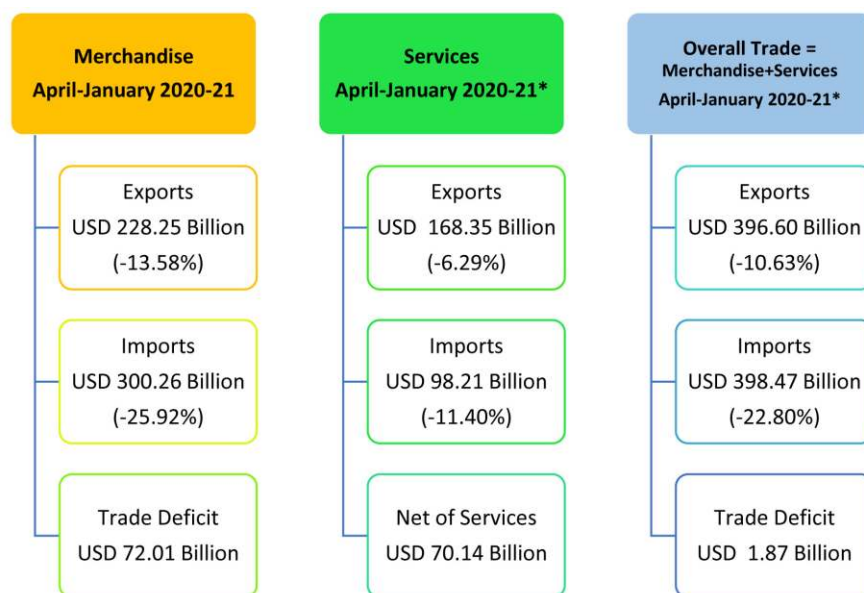 Merchandise
April-January 2020-21
Exports
USD 228.25 Billion
(-13.58%)
Imports
USD 300.26 Billion
(-25.92%)
Trade Deficit
USD 72.01 Billion
Services
April-January 2020-21*
Exports
USD 168.35 Billion
(-6.29%)
Imports
USD 98.21 Billion
(-11.40%)
Net of Services
USD 70.14 Billion
Overall Trade =
Merchandise+Services
April-January 2020-21*
Exports
USD 396.60 Billion
(-10.63%)
Imports
USD 398.47 Billion
(-22.80%)
Trade Deficit
USD 1.87 Billion